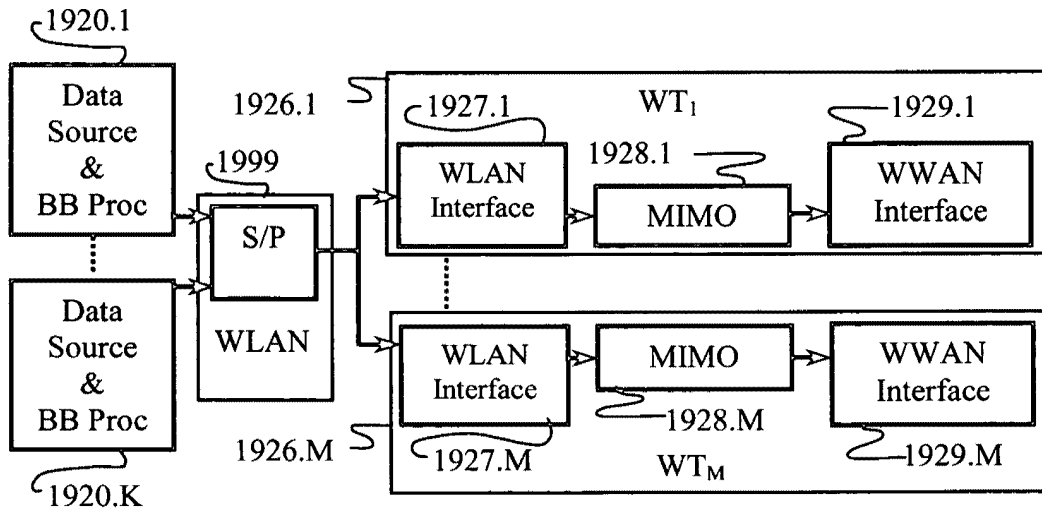 1920.1
Data
Source
&
BB Proc
1999
S/P
WLAN
Data
Source
&
BB Proc
1920.K
1926.1
WT₁
1927.1
WLAN
Interface
1928.1
MIMO
1929.1
WWAN
Interface
1926.M
WLAN
Interface
1927.M
MIMO
1928.M
WWAN
Interface
1929.M
WT_M